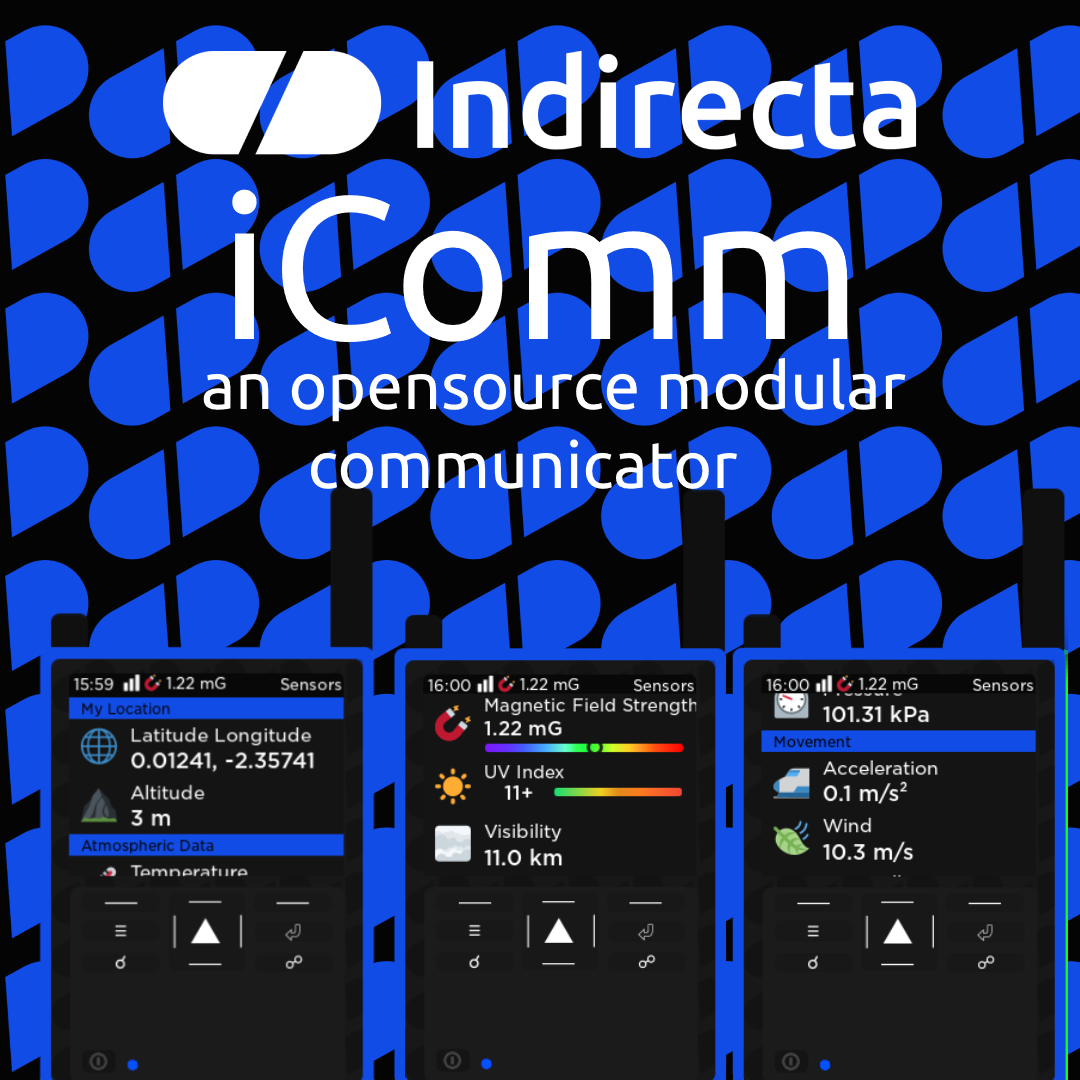 Indirecta
iComm
an opensource modular
communicator
15:59 1.22 mG Sensors
My Location
Latitude Longitude
0.01241, -2.35741
Altitude
3 m
Atmospheric Data
Temperature
16:00 1.22 mG Sensors
Magnetic Field Strength
1.22 mG
UV Index
11+
Visibility
11.0 km
16:00 1.22 mG Sensors
Pressure
101.31 kPa
Movement
Acceleration
0.1 m/s²
Wind
10.3 m/s